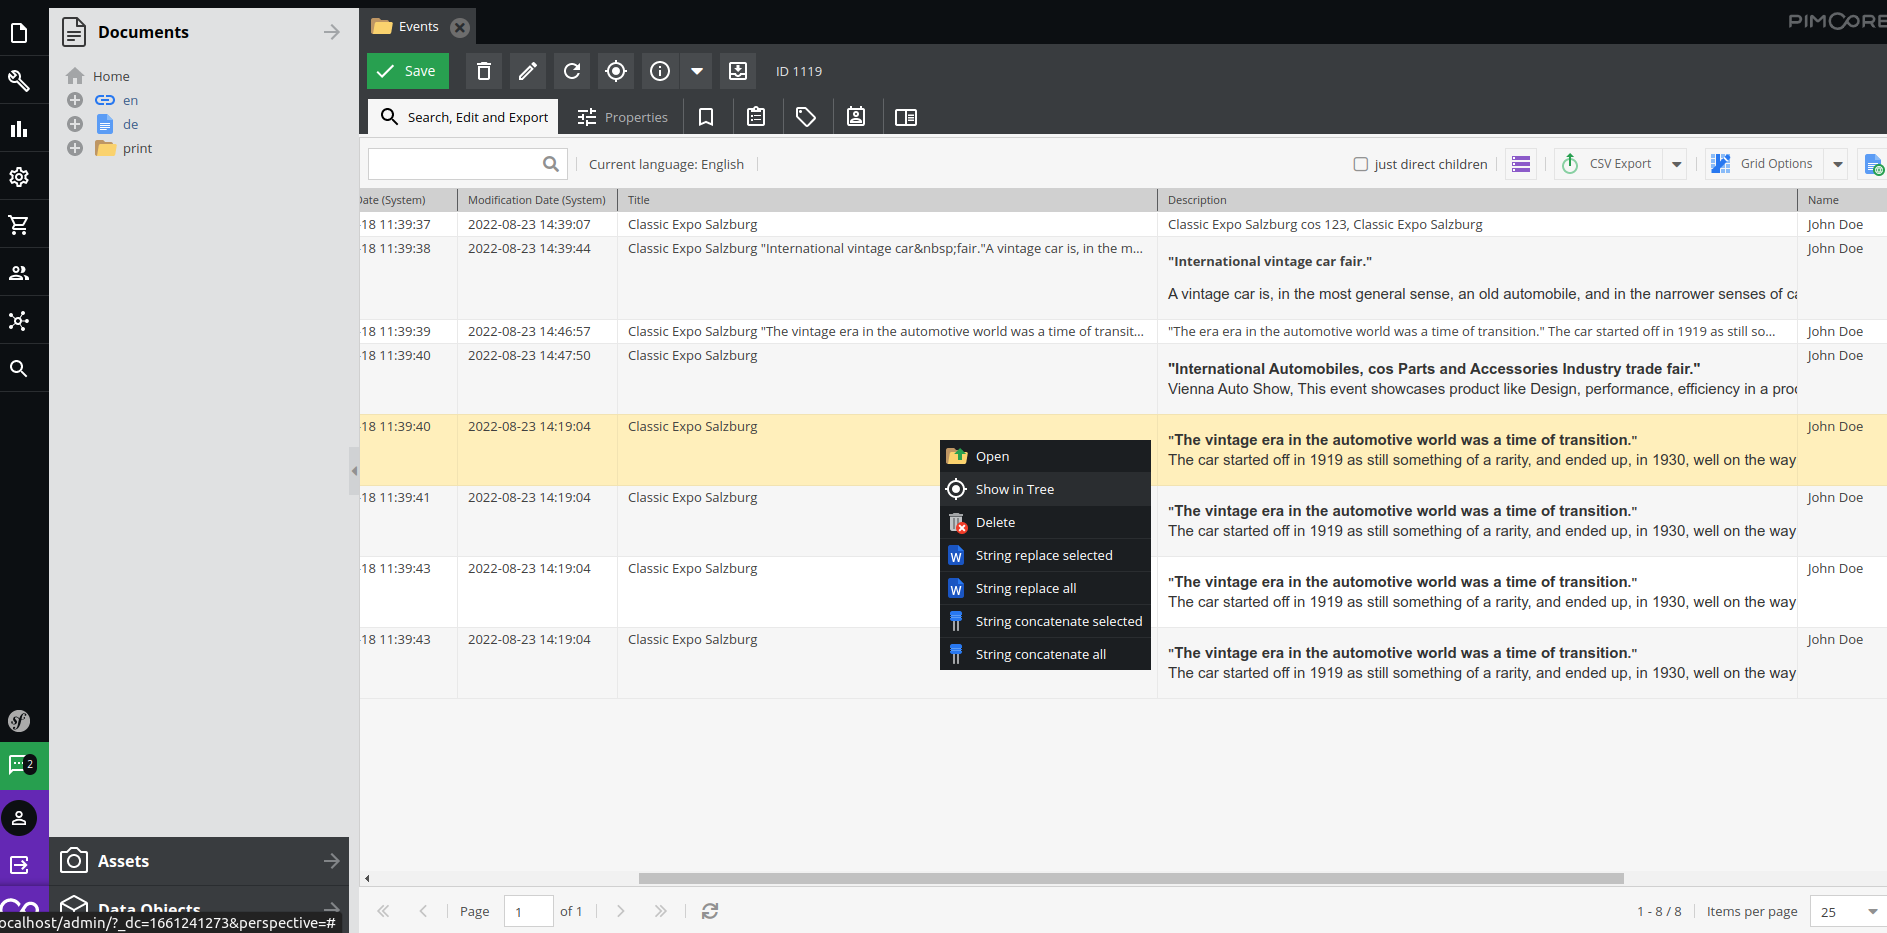 Documents
Home
en
de
print
Events
PIMCORE
Save
ID 1119
Search, Edit and Export
Properties
Current language: English
just direct children
CSV Export
Grid Options
Date (System) Modification Date (System) Title Description Name
-18 11:39:37 2022-08-23 14:39:07 Classic Expo Salzburg Classic Expo Salzburg cos 123, Classic Expo Salzburg John Doe
-18 11:39:38 2022-08-23 14:39:44 Classic Expo Salzburg "International vintage car&nbsp;fair."A vintage car is, in the m... John Doe
"International vintage car fair."
A vintage car is, in the most general sense, an old automobile, and in the narrower senses of ca
-18 11:39:39 2022-08-23 14:46:57 Classic Expo Salzburg "The vintage era in the automotive world was a time of transit... "The era era in the automotive world was a time of transition." The car started off in 1919 as still so... John Doe
-18 11:39:40 2022-08-23 14:47:50 Classic Expo Salzburg John Doe
"International Automobiles, cos Parts and Accessories Industry trade fair."
Vienna Auto Show, This event showcases product like Design, performance, efficiency in a proc
-18 11:39:40 2022-08-23 14:19:04 Classic Expo Salzburg John Doe
"The vintage era in the automotive world was a time of transition."
The car started off in 1919 as still something of a rarity, and ended up, in 1930, well on the way
-18 11:39:41 2022-08-23 14:19:04 Classic Expo Salzburg John Doe
"The vintage era in the automotive world was a time of transition."
The car started off in 1919 as still something of a rarity, and ended up, in 1930, well on the way
-18 11:39:43 2022-08-23 14:19:04 Classic Expo Salzburg John Doe
"The vintage era in the automotive world was a time of transition."
The car started off in 1919 as still something of a rarity, and ended up, in 1930, well on the way
-18 11:39:43 2022-08-23 14:19:04 Classic Expo Salzburg John Doe
"The vintage era in the automotive world was a time of transition."
The car started off in 1919 as still something of a rarity, and ended up, in 1930, well on the way
Open
Show in Tree
Delete
W String replace selected
W String replace all
String concatenate selected
String concatenate all
sf
2
Assets
Data Objects
ocalhost/admin/?_dc=1661241273&perspective=#
Page 1 of 1
1 - 8 / 8 Items per page 25